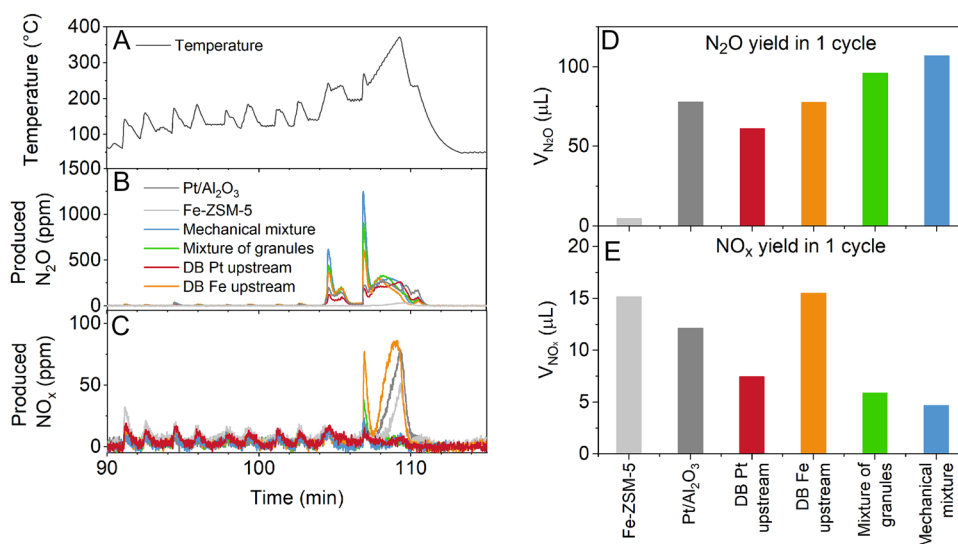 A
Temperature
Temperature (°C)
400
300
200
100
B
Pt/Al₂O₃
Fe-ZSM-5
Mechanical mixture
Mixture of granules
DB Pt upstream
DB Fe upstream
Produced
N₂O (ppm)
1500
1000
500
0
C
Produced
NOₓ (ppm)
100
50
0
90
100
110
Time (min)
D
N₂O yield in 1 cycle
V_N₂O (μL)
100
50
0
E
NOₓ yield in 1 cycle
V_NOₓ (μL)
20
15
10
5
0
Fe-ZSM-5
Pt/Al₂O₃
DB Pt
upstream
DB Fe
upstream
Mixture of
granules
Mechanical
mixture